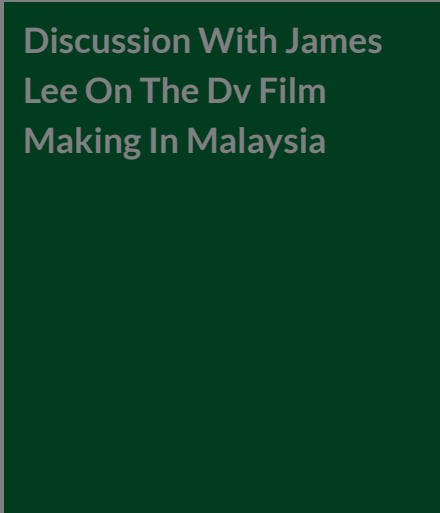 Discussion With James
Lee On The Dv Film
Making In Malaysia